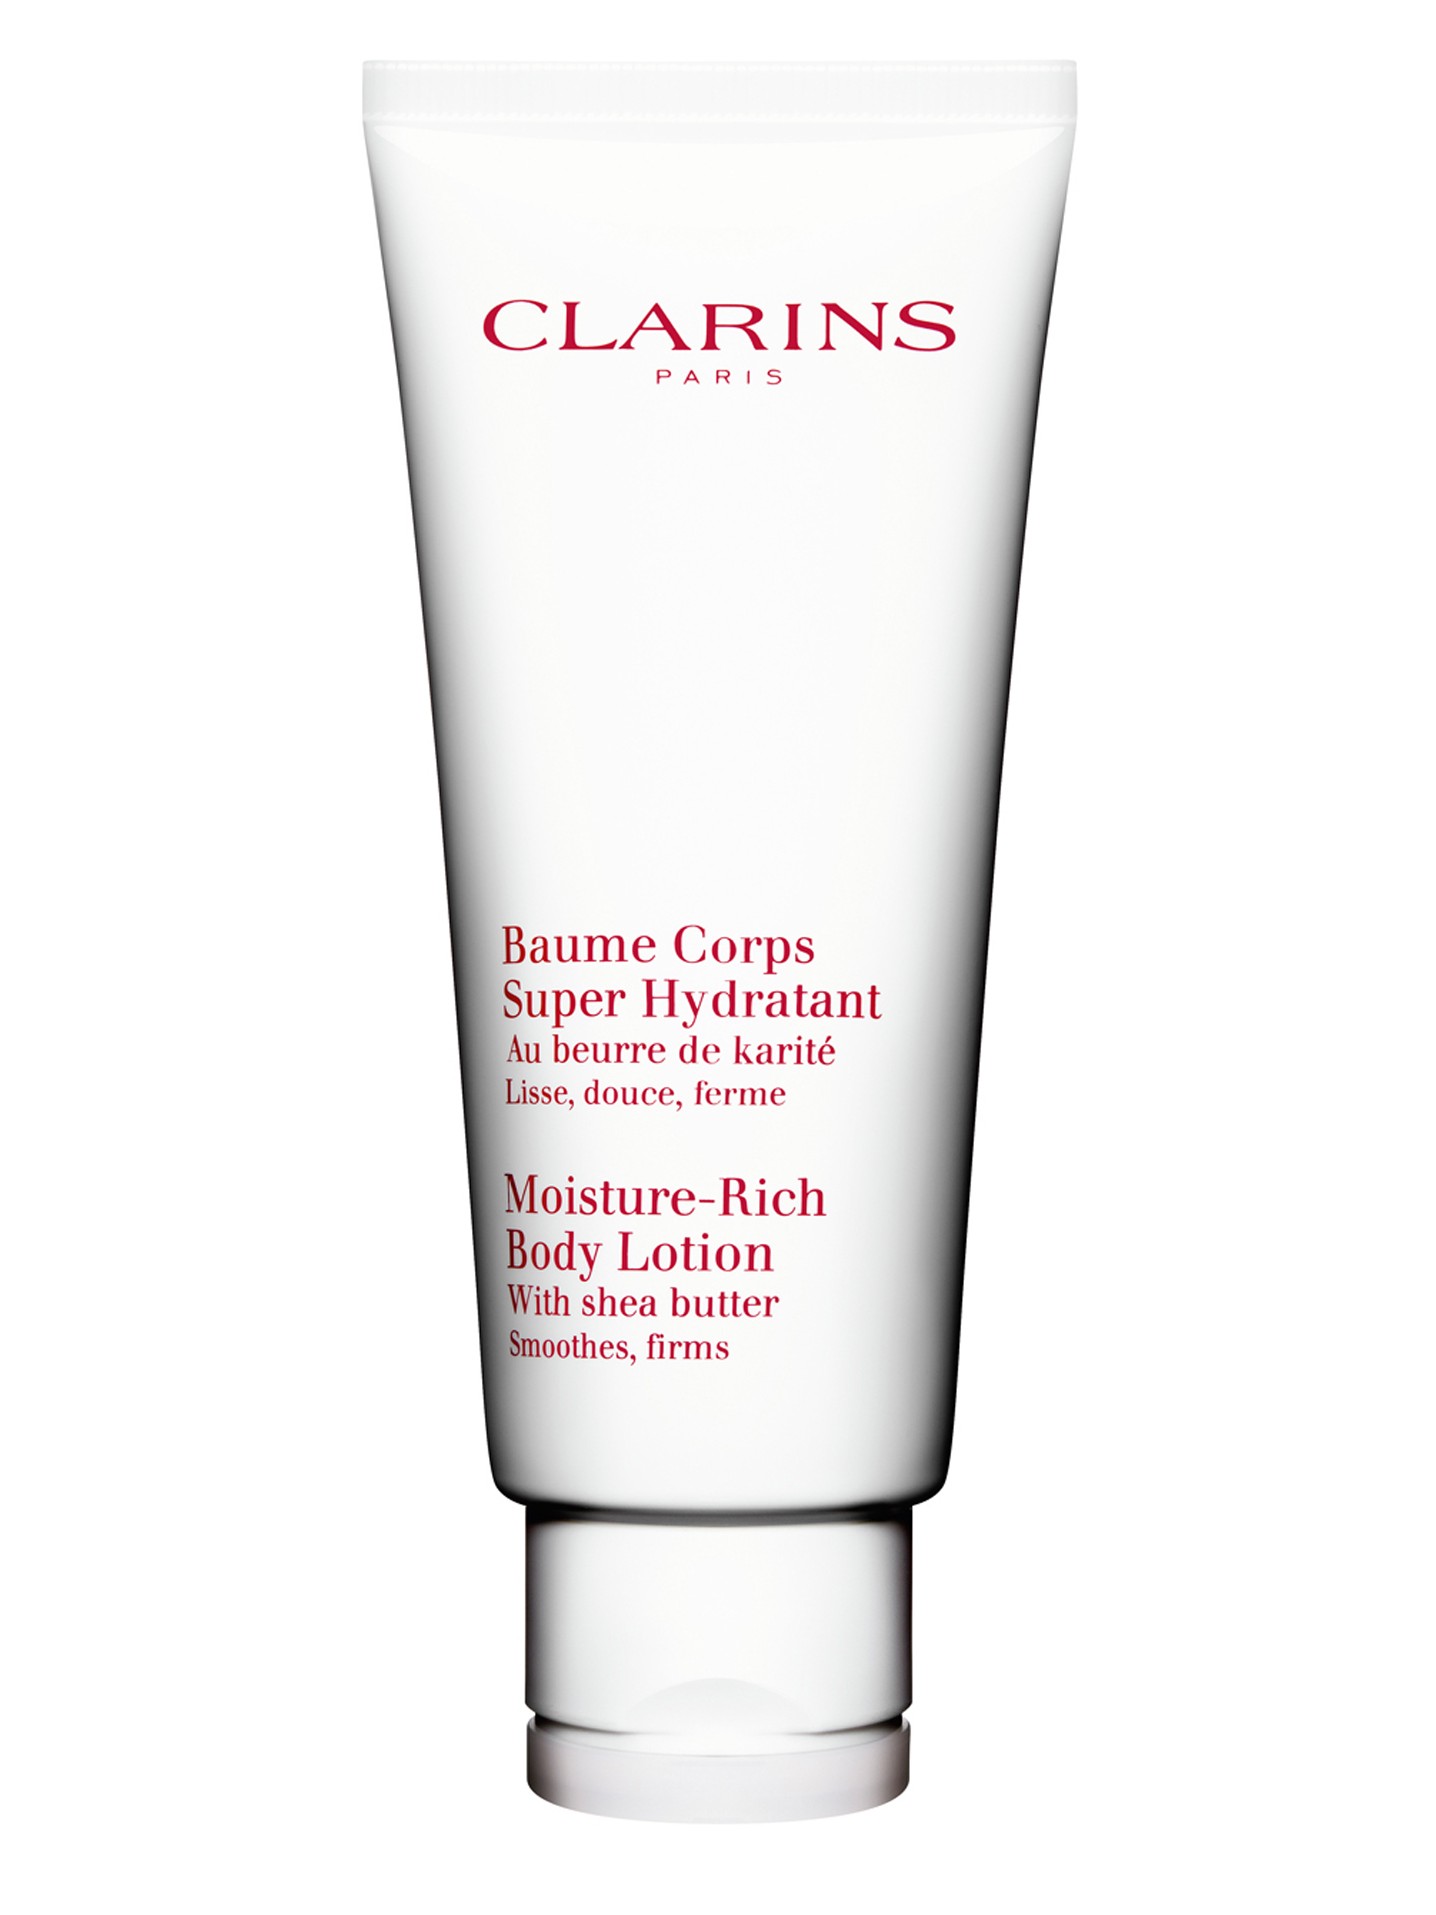 CLARINS
PARIS
Baume Corps
Super Hydratant
Au beurre de karité
Lisse, douce, ferme
Moisture-Rich
Body Lotion
With shea butter
Smoothes, firms